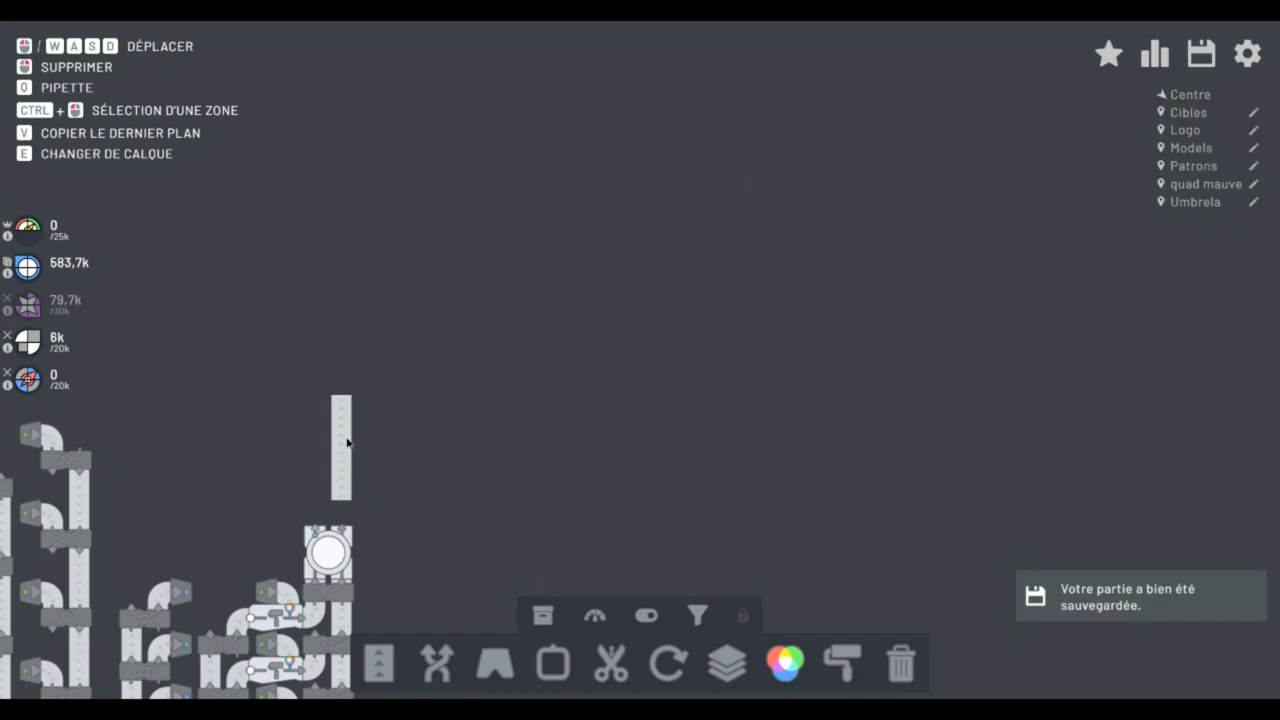 / W A S D DÉPLACER
SUPPRIMER
Q PIPETTE
CTRL + SÉLECTION D'UNE ZONE
V COPIER LE DERNIER PLAN
E CHANGER DE CALQUE
Centre
Cibles
Logo
Models
Patrons
quad mauve
Umbrela
0
/25k
583,7k
79,7k
/30k
6k
/20k
0
/20k
Votre partie a bien été
sauvegardée.